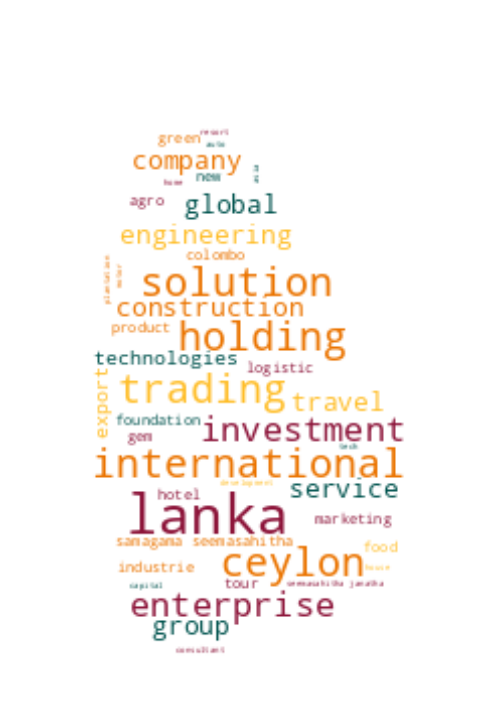 resort
green
auto
company
new
home
agro
global
engineering
colombo
plantation
motor
solution
construction
product
holding
technologies
logistic
export
trading
travel
foundation
investment
gem
tech
international
development
service
hotel
lanka
marketing
samagama seemasahitha
food
industrie
ceylon
house
capital
tour
seemasahitha janatha
enterprise
group
consultant